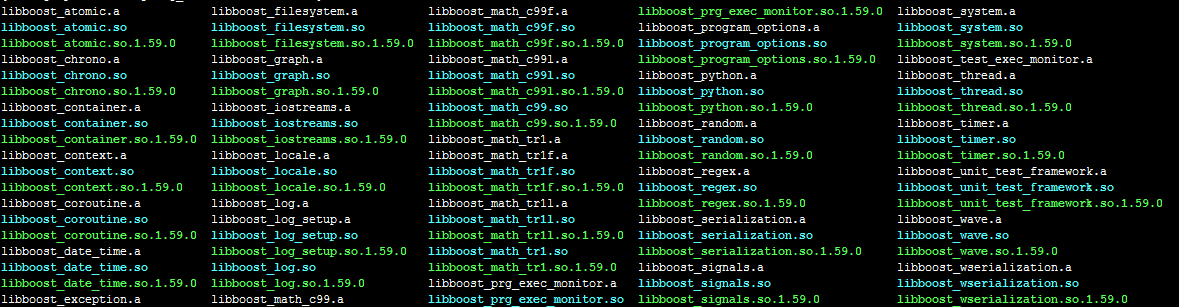 libboost_atomic.a libboost_filesystem.a libboost_math_c99f.a libboost_prg_exec_monitor.so.1.59.0 libboost_system.a
libboost_atomic.so libboost_filesystem.so libboost_math_c99f.so libboost_program_options.a libboost_system.so
libboost_atomic.so.1.59.0 libboost_filesystem.so.1.59.0 libboost_math_c99f.so.1.59.0 libboost_program_options.so libboost_system.so.1.59.0
libboost_chrono.a libboost_graph.a libboost_math_c99l.a libboost_program_options.so.1.59.0 libboost_test_exec_monitor.a
libboost_chrono.so libboost_graph.so libboost_math_c99l.so libboost_python.a libboost_thread.a
libboost_chrono.so.1.59.0 libboost_graph.so.1.59.0 libboost_math_c99l.so.1.59.0 libboost_python.so libboost_thread.so
libboost_container.a libboost_iostreams.a libboost_math_c99.so libboost_python.so.1.59.0 libboost_thread.so.1.59.0
libboost_container.so libboost_iostreams.so libboost_math_c99.so.1.59.0 libboost_random.a libboost_timer.a
libboost_container.so.1.59.0 libboost_iostreams.so.1.59.0 libboost_math_tr1.a libboost_random.so libboost_timer.so
libboost_context.a libboost_locale.a libboost_math_tr1f.a libboost_random.so.1.59.0 libboost_timer.so.1.59.0
libboost_context.so libboost_locale.so libboost_math_tr1f.so libboost_regex.a libboost_unit_test_framework.a
libboost_context.so.1.59.0 libboost_locale.so.1.59.0 libboost_math_tr1f.so.1.59.0 libboost_regex.so libboost_unit_test_framework.so
libboost_coroutine.a libboost_log.a libboost_math_tr1l.a libboost_regex.so.1.59.0 libboost_unit_test_framework.so.1.59.0
libboost_coroutine.so libboost_log_setup.a libboost_math_tr1l.so libboost_serialization.a libboost_wave.a
libboost_coroutine.so.1.59.0 libboost_log_setup.so libboost_math_tr1l.so.1.59.0 libboost_serialization.so libboost_wave.so
libboost_date_time.a libboost_log_setup.so.1.59.0 libboost_math_tr1.so libboost_serialization.so.1.59.0 libboost_wave.so.1.59.0
libboost_date_time.so libboost_log.so libboost_math_tr1.so.1.59.0 libboost_signals.a libboost_wserialization.a
libboost_date_time.so.1.59.0 libboost_log.so.1.59.0 libboost_prg_exec_monitor.a libboost_signals.so libboost_wserialization.so
libboost_exception.a libboost_math_c99.a libboost_prg_exec_monitor.so libboost_signals.so.1.59.0 libboost_wserialization.so.1.59.0